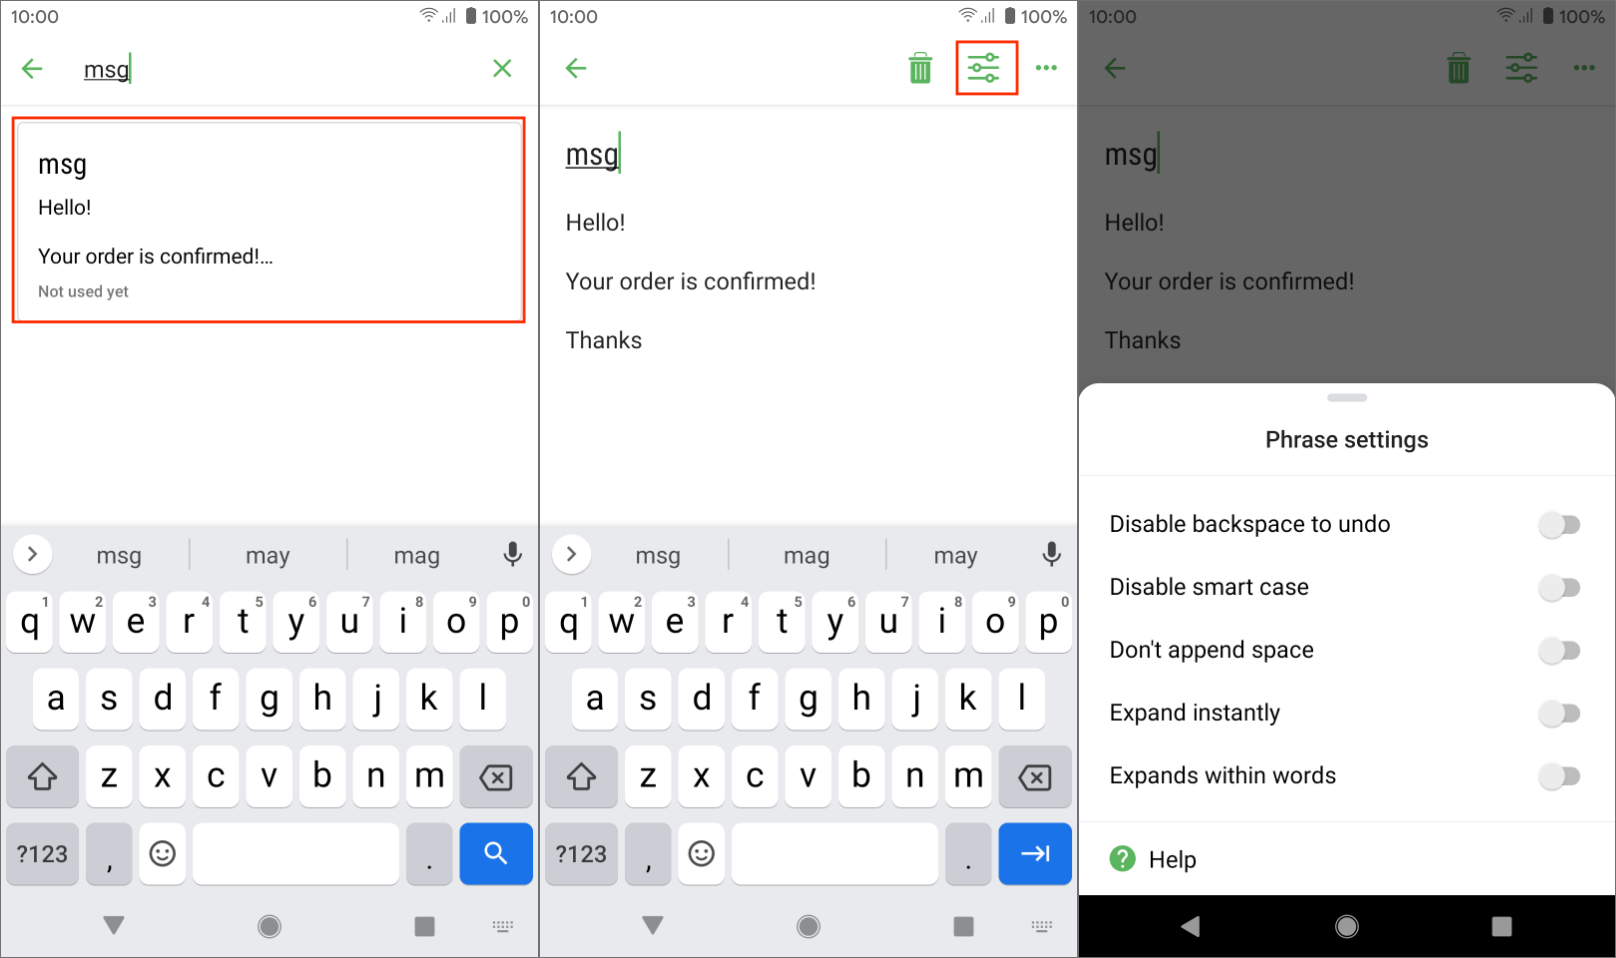 10:00 100%
msg
msg
Hello!
Your order is confirmed!...
Not used yet
msg may mag
q1 w2 e3 r4 t5 y6 u7 i8 o9 p0
a s d f g h j k l
z x c v b n m
?123 , .
10:00 100%
msg
Hello!
Your order is confirmed!
Thanks
msg mag may
q1 w2 e3 r4 t5 y6 u7 i8 o9 p0
a s d f g h j k l
z x c v b n m
?123 , .
10:00 100%
msg
Hello!
Your order is confirmed!
Thanks
Phrase settings
Disable backspace to undo
Disable smart case
Don't append space
Expand instantly
Expands within words
? Help